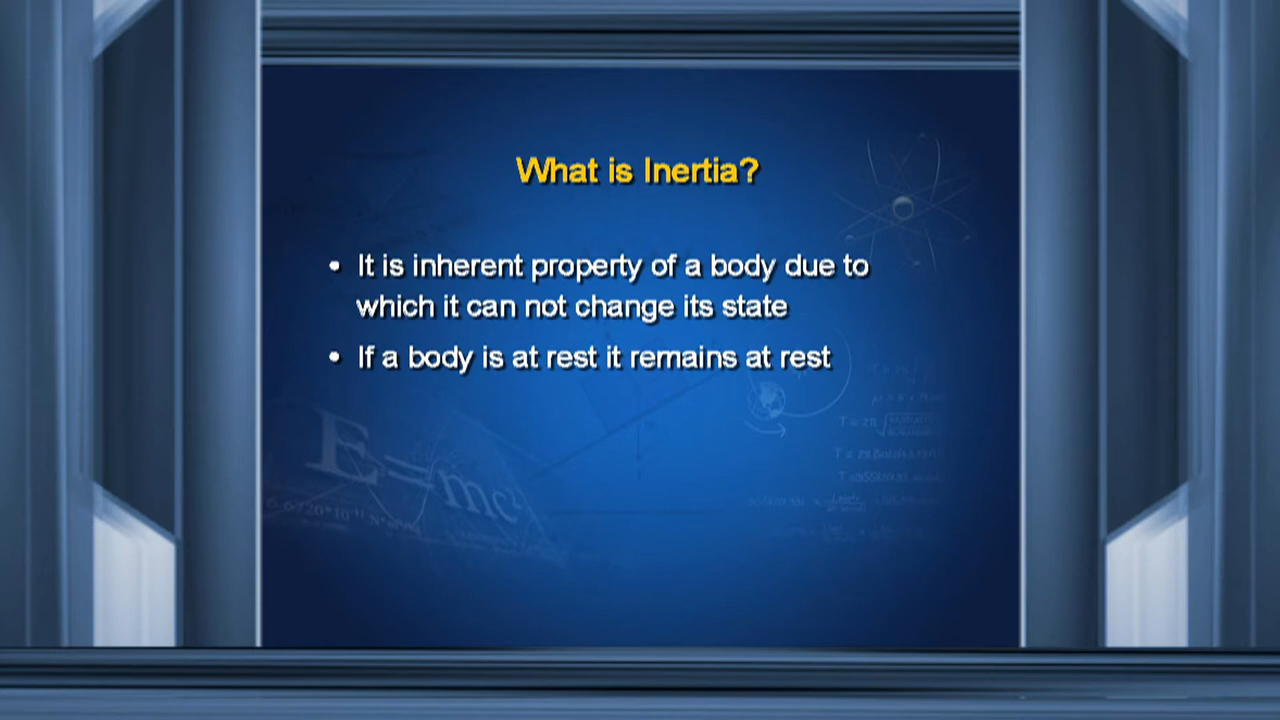 What is Inertia?
• It is inherent property of a body due to
which it can not change its state
• If a body is at rest it remains at rest
E=mc²